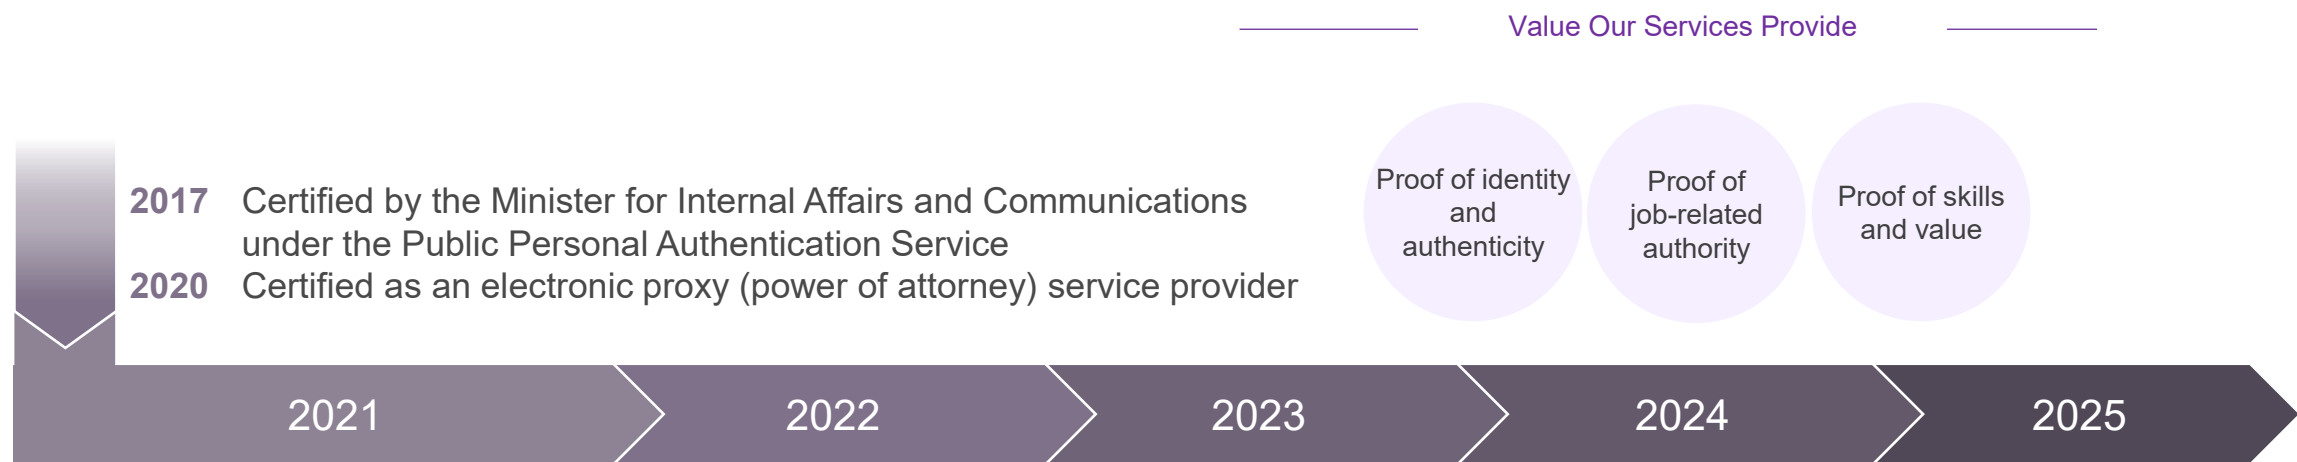 Value Our Services Provide
2017 Certified by the Minister for Internal Affairs and Communications
under the Public Personal Authentication Service
2020 Certified as an electronic proxy (power of attorney) service provider
Proof of identity
and
authenticity
Proof of
job-related
authority
Proof of skills
and value
2021
2022
2023
2024
2025